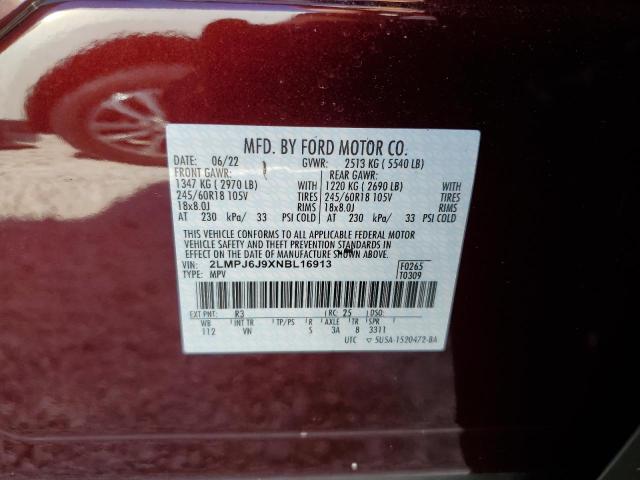 MFD. BY FORD MOTOR CO.
DATE: 06/22 GVWR: 2513 KG ( 5540 LB)
FRONT GAWR: REAR GAWR:
1347 KG ( 2970 LB) WITH 1220 KG ( 2690 LB) WITH
245/60R18 105V TIRES 245/60R18 105V TIRES
18x8.0J 18x8.0J
AT 230 kPa/ 33 PSI COLD AT 230 kPa/ 33 PSI COLD
THIS VEHICLE CONFORMS TO ALL APPLICABLE FEDERAL MOTOR
VEHICLE SAFETY AND THEFT PREVENTION STANDARDS IN
EFFECT ON THE DATE OF MANUFACTURE SHOWN ABOVE.
VIN: 2LMPJ6J9XNBL16913 F0265
TYPE: MPV T0309
EXT PNT: R3 RC: 25 DSO:
WB INT TR TP/PS R AXLE TR SPR
112 VN S 3A 8 3311
UTC ▽ 5USA-1520472-BA